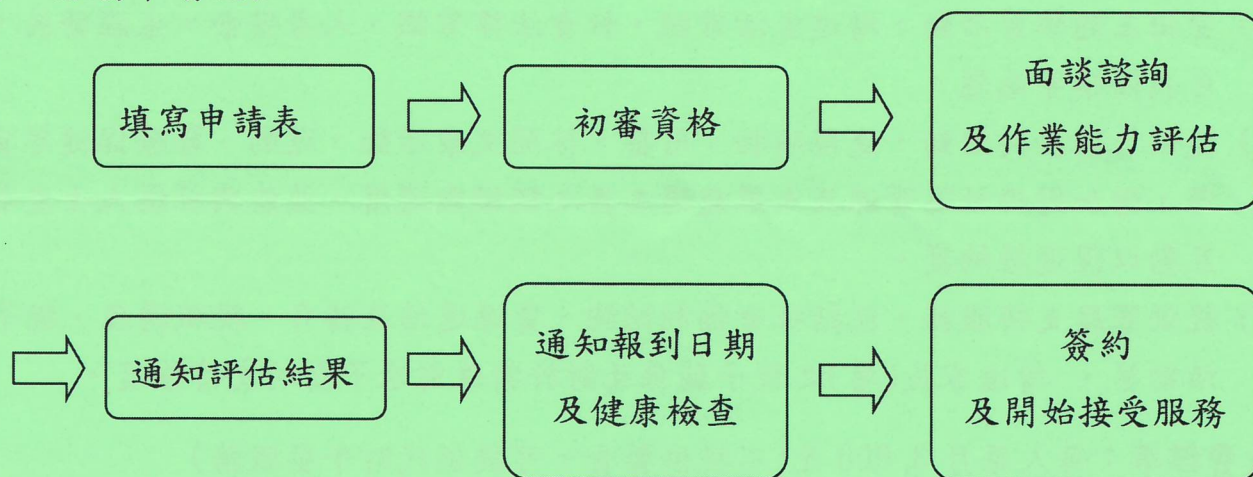 填寫申請表
初審資格
面談諮詢
及作業能力評估
通知評估結果
通知報到日期
及健康檢查
簽約
及開始接受服務